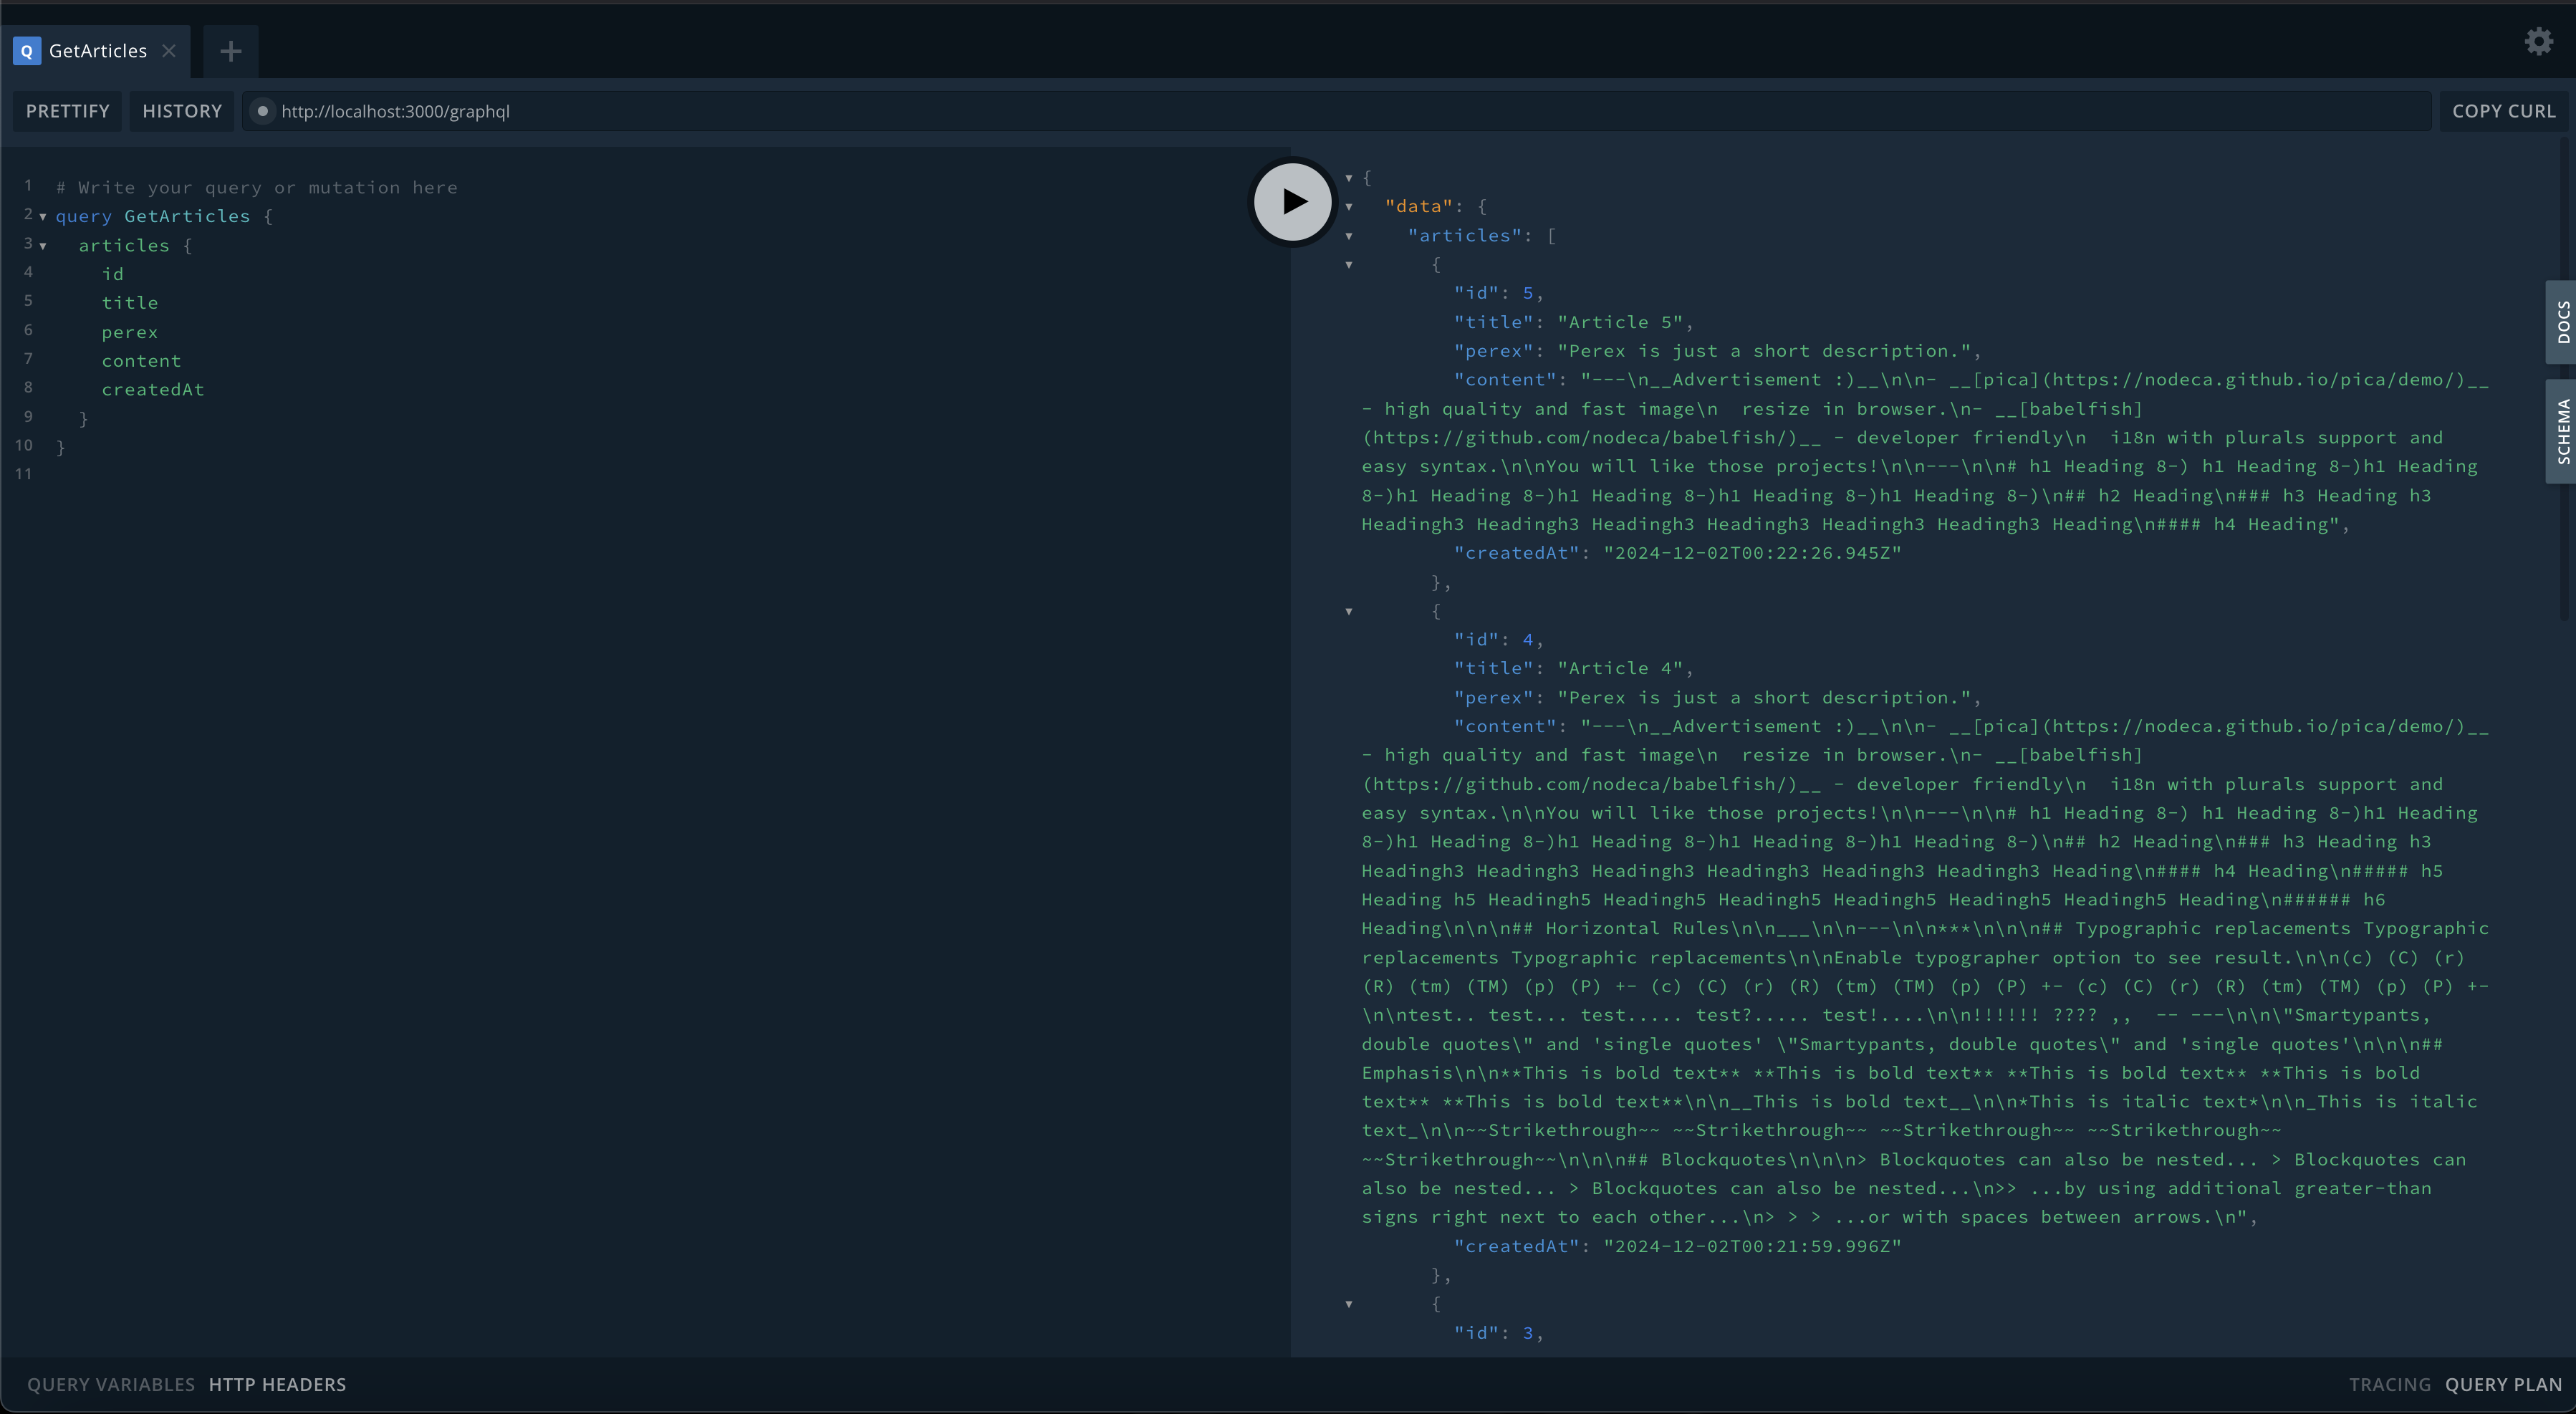 Q GetArticles
PRETTIFY HISTORY http://localhost:3000/graphql COPY CURL
1 # Write your query or mutation here
2 query GetArticles {
3 articles {
4 id
5 title
6 perex
7 content
8 createdAt
9 }
10 }
11
{
"data": {
"articles": [
{
"id": 5,
"title": "Article 5",
"perex": "Perex is just a short description.",
"content": "---\n__Advertisement :)__\n\n- __[pica](https://nodeca.github.io/pica/demo/)__
- high quality and fast image\n  resize in browser.\n- __[babelfish]
(https://github.com/nodeca/babelfish/)__ - developer friendly\n  i18n with plurals support and
easy syntax.\n\nYou will like those projects!\n\n---\n\n# h1 Heading 8-) h1 Heading 8-)h1 Heading
8-)h1 Heading 8-)h1 Heading 8-)h1 Heading 8-)h1 Heading 8-)\n## h2 Heading\n### h3 Heading h3
Headingh3 Headingh3 Headingh3 Headingh3 Headingh3 Headingh3 Heading\n#### h4 Heading",
"createdAt": "2024-12-02T00:22:26.945Z"
},
{
"id": 4,
"title": "Article 4",
"perex": "Perex is just a short description.",
"content": "---\n__Advertisement :)__\n\n- __[pica](https://nodeca.github.io/pica/demo/)__
- high quality and fast image\n  resize in browser.\n- __[babelfish]
(https://github.com/nodeca/babelfish/)__ - developer friendly\n  i18n with plurals support and
easy syntax.\n\nYou will like those projects!\n\n---\n\n# h1 Heading 8-) h1 Heading 8-)h1 Heading
8-)h1 Heading 8-)h1 Heading 8-)h1 Heading 8-)h1 Heading 8-)\n## h2 Heading\n### h3 Heading h3
Headingh3 Headingh3 Headingh3 Headingh3 Headingh3 Headingh3 Heading\n#### h4 Heading\n##### h5
Heading h5 Headingh5 Headingh5 Headingh5 Headingh5 Headingh5 Headingh5 Heading\n###### h6
Heading\n\n\n## Horizontal Rules\n\n___\n\n---\n\n***\n\n\n## Typographic replacements Typographic
replacements Typographic replacements\n\nEnable typographer option to see result.\n\n(c) (C) (r)
(R) (tm) (TM) (p) (P) +- (c) (C) (r) (R) (tm) (TM) (p) (P) +- (c) (C) (r) (R) (tm) (TM) (p) (P) +-
\n\ntest.. test... test..... test?..... test!....\n\n!!!!!! ???? ,,  -- ---\n\n\"Smartypants,
double quotes\" and 'single quotes' \"Smartypants, double quotes\" and 'single quotes'\n\n\n##
Emphasis\n\n**This is bold text** **This is bold text** **This is bold text** **This is bold
text** **This is bold text**\n\n__This is bold text__\n\n*This is italic text*\n\n_This is italic
text_\n\n~~Strikethrough~~ ~~Strikethrough~~ ~~Strikethrough~~ ~~Strikethrough~~
~~Strikethrough~~\n\n\n## Blockquotes\n\n\n> Blockquotes can also be nested... > Blockquotes can
also be nested... > Blockquotes can also be nested...\n>> ...by using additional greater-than
signs right next to each other...\n> > > ...or with spaces between arrows.\n",
"createdAt": "2024-12-02T00:21:59.996Z"
},
{
"id": 3,
DOCS
SCHEMA
QUERY VARIABLES HTTP HEADERS
TRACING QUERY PLAN